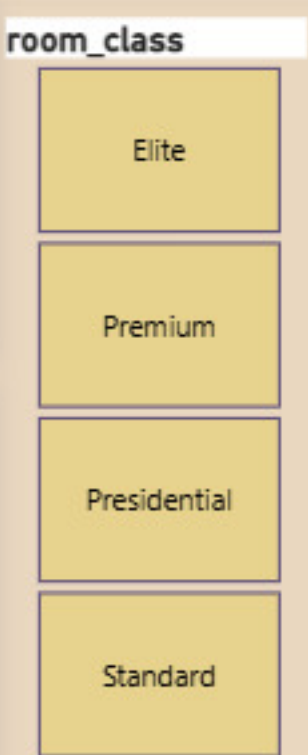 room_class
Elite
Premium
Presidential
Standard